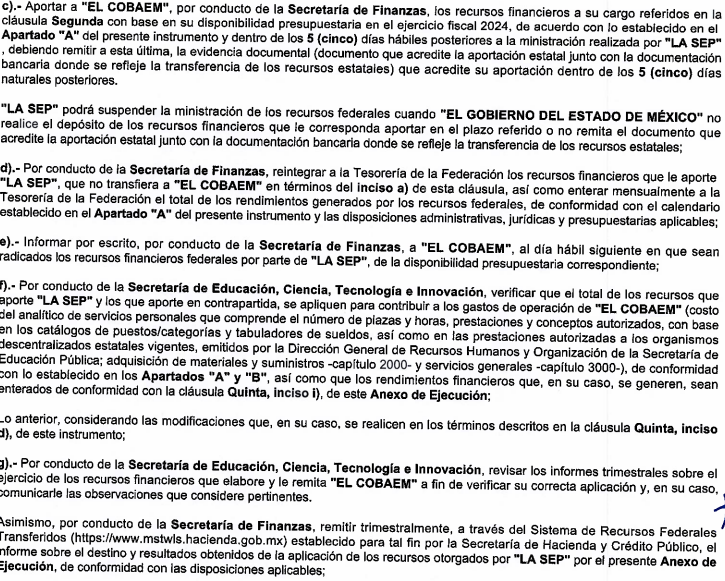 c).- Aportar a "EL COBAEM", por conducto de la Secretaría de Finanzas, los recursos financieros a su cargo referidos en la
cláusula Segunda con base en su disponibilidad presupuestaria en el ejercicio fiscal 2024, de acuerdo con lo establecido en el
Apartado "A" del presente instrumento y dentro de los 5 (cinco) días hábiles posteriores a la ministración realizada por "LA SEP"
, debiendo remitir a esta última, la evidencia documental (documento que acredite la aportación estatal junto con la documentación
bancaria donde se refleje la transferencia de los recursos estatales) que acredite su aportación dentro de los 5 (cinco) días
naturales posteriores.
"LA SEP" podrá suspender la ministración de los recursos federales cuando "EL GOBIERNO DEL ESTADO DE MÉXICO" no
realice el depósito de los recursos financieros que le corresponda aportar en el plazo referido o no remita el documento que
acredite la aportación estatal junto con la documentación bancaria donde se refleje la transferencia de los recursos estatales;
d).- Por conducto de la Secretaría de Finanzas, reintegrar a la Tesorería de la Federación los recursos financieros que le aporte
"LA SEP", que no transfiera a "EL COBAEM" en términos del inciso a) de esta cláusula, así como enterar mensualmente a la
Tesorería de la Federación el total de los rendimientos generados por los recursos federales, de conformidad con el calendario
establecido en el Apartado "A" del presente instrumento y las disposiciones administrativas, jurídicas y presupuestarias aplicables;
e).- Informar por escrito, por conducto de la Secretaría de Finanzas, a "EL COBAEM", al día hábil siguiente en que sean
radicados los recursos financieros federales por parte de "LA SEP", de la disponibilidad presupuestaria correspondiente;
f).- Por conducto de la Secretaría de Educación, Ciencia, Tecnología e Innovación, verificar que el total de los recursos que
aporte "LA SEP" y los que aporte en contrapartida, se apliquen para contribuir a los gastos de operación de "EL COBAEM" (costo
del analítico de servicios personales que comprende el número de plazas y horas, prestaciones y conceptos autorizados, con base
en los catálogos de puestos/categorías y tabuladores de sueldos, así como en las prestaciones autorizadas a los organismos
descentralizados estatales vigentes, emitidos por la Dirección General de Recursos Humanos y Organización de la Secretaría de
Educación Pública; adquisición de materiales y suministros -capítulo 2000- y servicios generales -capítulo 3000-), de conformidad
con lo establecido en los Apartados "A" y "B", así como que los rendimientos financieros que, en su caso, se generen, sean
enterados de conformidad con la cláusula Quinta, inciso i), de este Anexo de Ejecución;
Lo anterior, considerando las modificaciones que, en su caso, se realicen en los términos descritos en la cláusula Quinta, inciso
d), de este instrumento;
g).- Por conducto de la Secretaría de Educación, Ciencia, Tecnología e Innovación, revisar los informes trimestrales sobre el
ejercicio de los recursos financieros que elabore y le remita "EL COBAEM" a fin de verificar su correcta aplicación y, en su caso,
comunicarle las observaciones que considere pertinentes.
Asimismo, por conducto de la Secretaría de Finanzas, remitir trimestralmente, a través del Sistema de Recursos Federales
Transferidos (https://www.mstwls.hacienda.gob.mx) establecido para tal fin por la Secretaría de Hacienda y Crédito Público, el
informe sobre el destino y resultados obtenidos de la aplicación de los recursos otorgados por "LA SEP" por el presente Anexo de
Ejecución, de conformidad con las disposiciones aplicables;